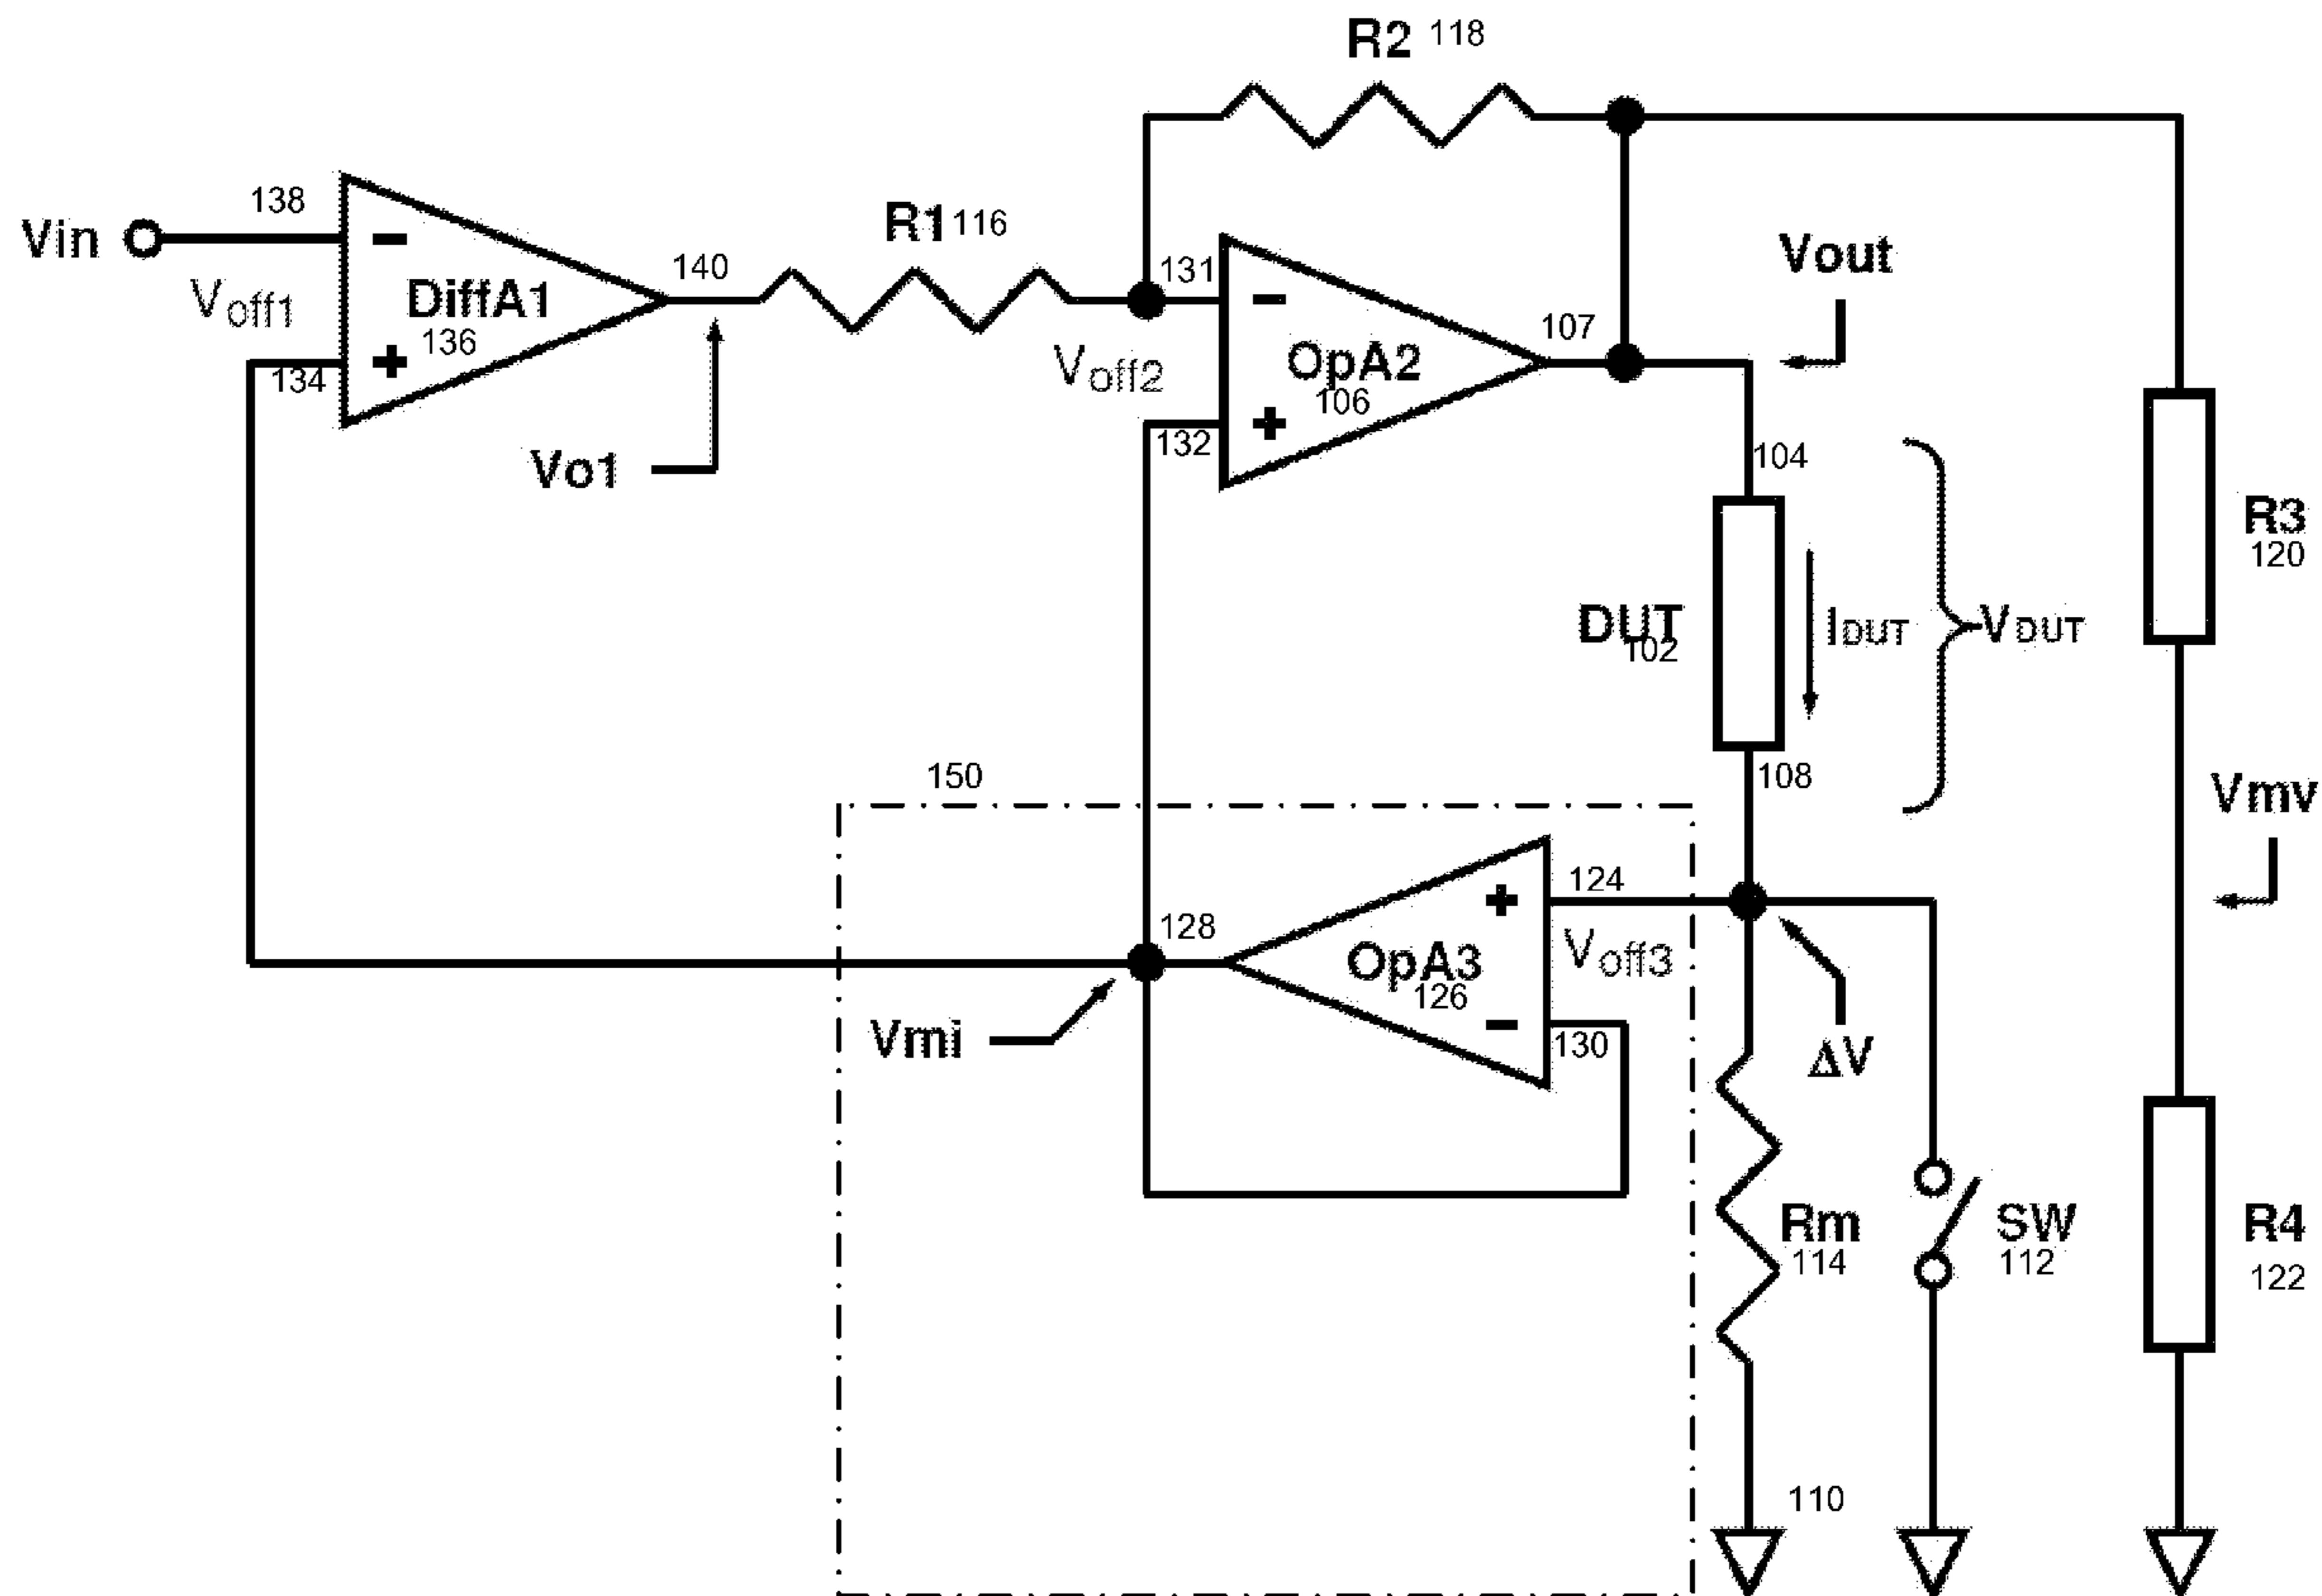 R2 118
138
Vin
−
Voff1
DiffA1
136
+
134
140
Vo1
R1 116
131
−
Voff2
OpA2
106
+
132
107
Vout
104
DUT
102
IDUT
VDUT
108
R3
120
Vmv
150
128
Vmi
124
+
OpA3
126
Voff3
−
130
ΔV
Rm
114
SW
112
R4
122
110